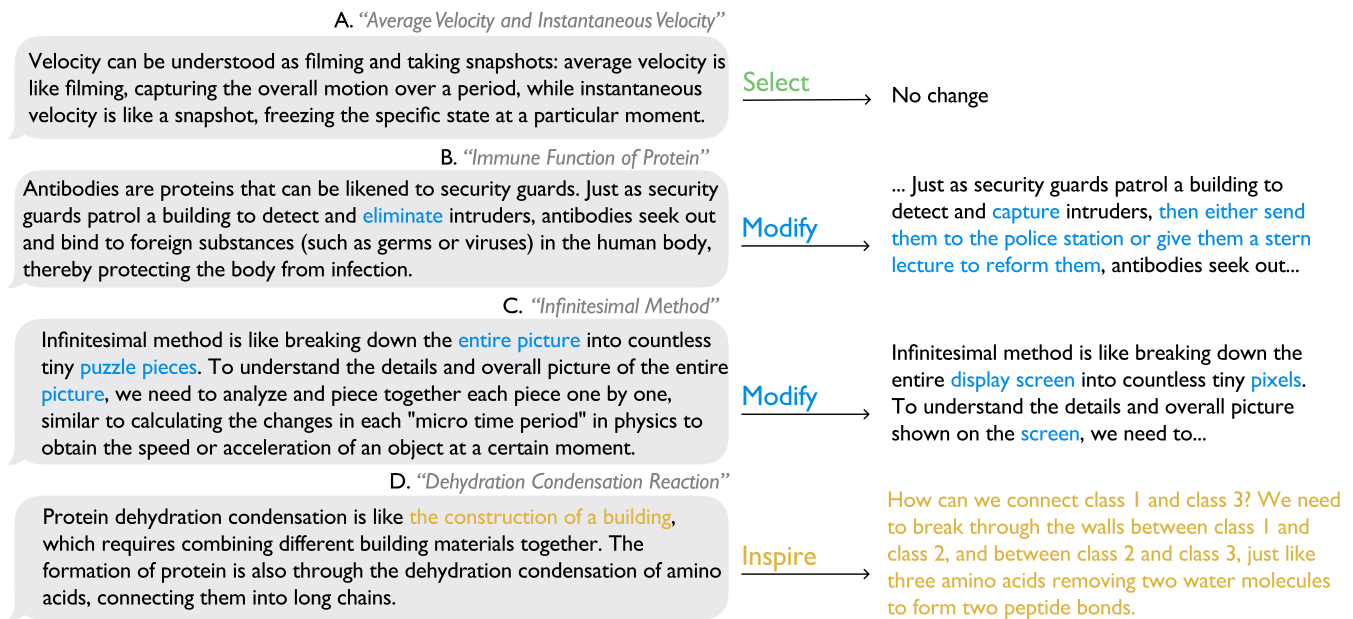 A. “Average Velocity and Instantaneous Velocity”
Velocity can be understood as filming and taking snapshots: average velocity is
like filming, capturing the overall motion over a period, while instantaneous
velocity is like a snapshot, freezing the specific state at a particular moment.
Select
No change
B. “Immune Function of Protein”
Antibodies are proteins that can be likened to security guards. Just as security
guards patrol a building to detect and eliminate intruders, antibodies seek out
and bind to foreign substances (such as germs or viruses) in the human body,
thereby protecting the body from infection.
Modify
... Just as security guards patrol a building to
detect and capture intruders, then either send
them to the police station or give them a stern
lecture to reform them, antibodies seek out...
C. “Infinitesimal Method”
Infinitesimal method is like breaking down the entire picture into countless
tiny puzzle pieces. To understand the details and overall picture of the entire
picture, we need to analyze and piece together each piece one by one,
similar to calculating the changes in each "micro time period" in physics to
obtain the speed or acceleration of an object at a certain moment.
Modify
Infinitesimal method is like breaking down the
entire display screen into countless tiny pixels.
To understand the details and overall picture
shown on the screen, we need to...
D. “Dehydration Condensation Reaction”
Protein dehydration condensation is like the construction of a building,
which requires combining different building materials together. The
formation of protein is also through the dehydration condensation of amino
acids, connecting them into long chains.
Inspire
How can we connect class 1 and class 3? We need
to break through the walls between class 1 and
class 2, and between class 2 and class 3, just like
three amino acids removing two water molecules
to form two peptide bonds.